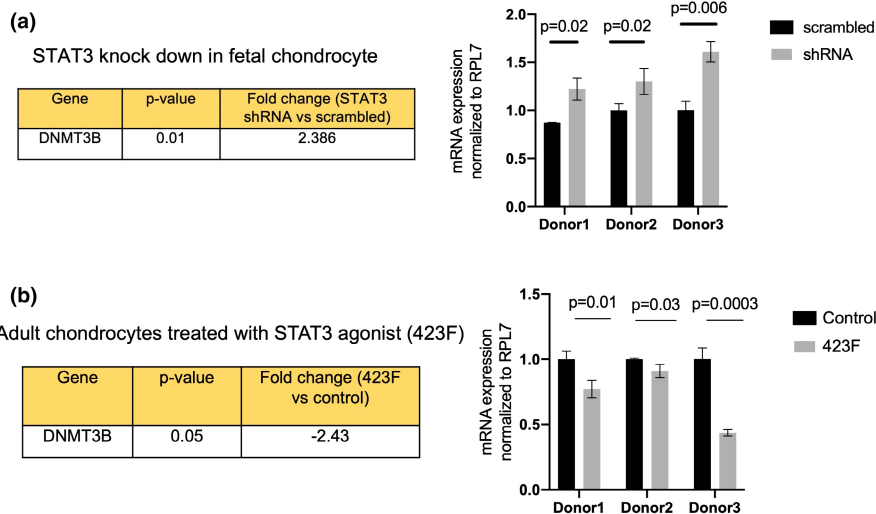 (a)
STAT3 knock down in fetal chondrocyte
Gene p-value Fold change (STAT3
shRNA vs scrambled)
DNMT3B 0.01 2.386
mRNA expression
normalized to RPL7
2.0
1.5
1.0
0.5
0.0
p=0.02 p=0.02 p=0.006
Donor1 Donor2 Donor3
scrambled
shRNA
(b)
Adult chondrocytes treated with STAT3 agonist (423F)
Gene p-value Fold change (423F
vs control)
DNMT3B 0.05 -2.43
mRNA expression
normalized to RPL7
1.5
1.0
0.5
0.0
p=0.01 p=0.03 p=0.0003
Donor1 Donor2 Donor3
Control
423F